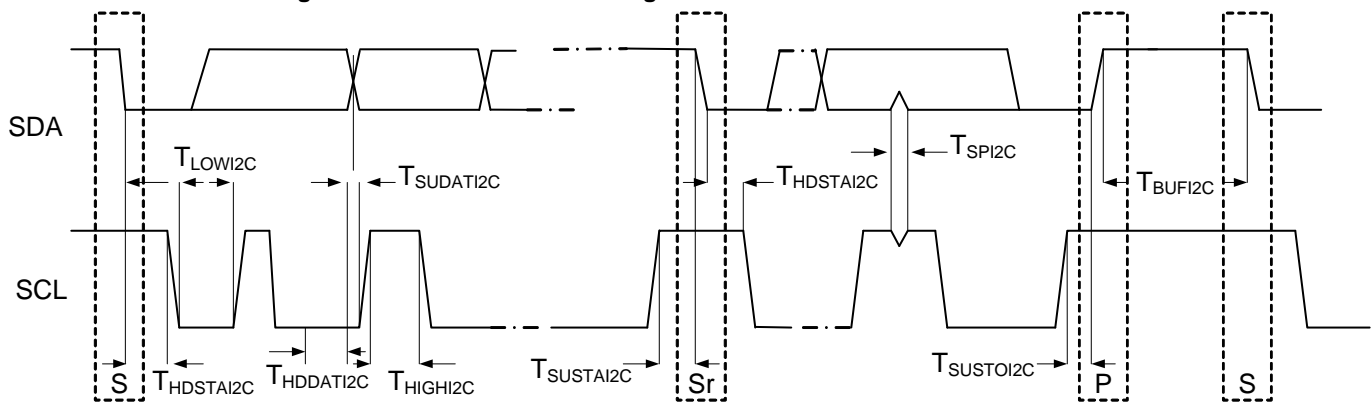 SDA
T_LOWI2C
T_SUDATI2C
T_HDSTAI2C
T_SPI2C
T_BUFI2C
SCL
S
T_HDSTAI2C
T_HDDATI2C
T_HIGHI2C
T_SUSTAI2C
Sr
T_SUSTOI2C
P
S